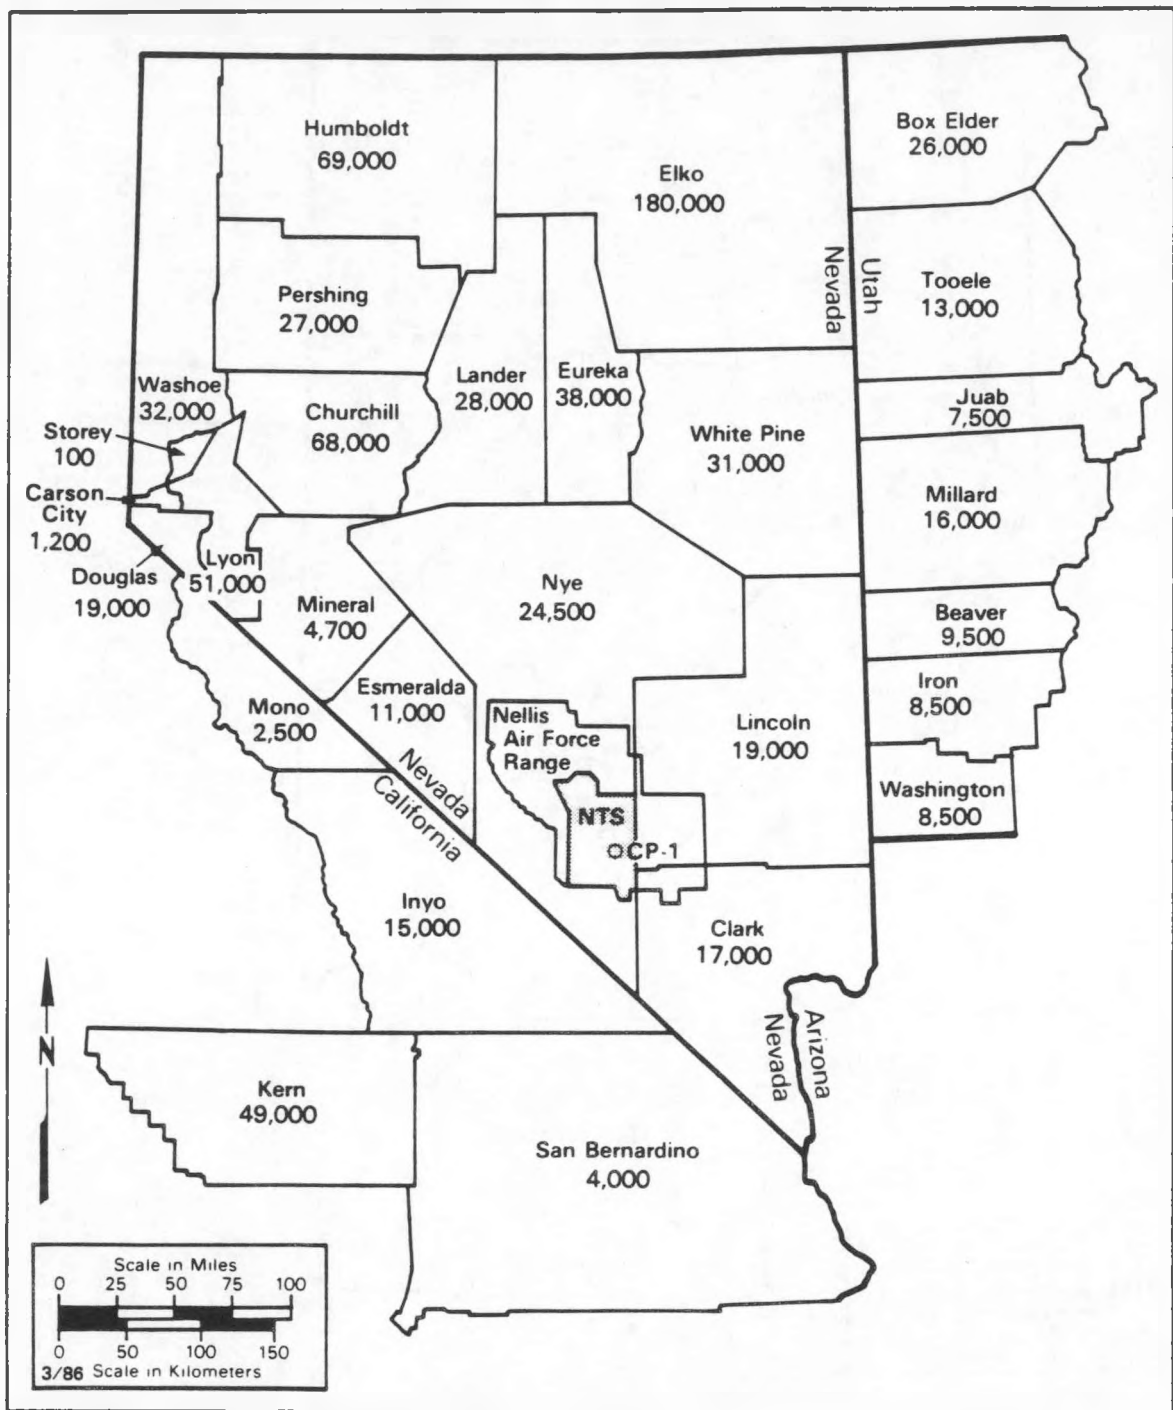 Humboldt
69,000
Elko
180,000
Box Elder
26,000
Nevada
Utah
Pershing
27,000
Tooele
13,000
Washoe
32,000
Churchill
68,000
Lander
28,000
Eureka
38,000
Juab
7,500
Storey
100
White Pine
31,000
Carson
City
1,200
Millard
16,000
Douglas
19,000
Lyon
51,000
Mineral
4,700
Nye
24,500
Beaver
9,500
Mono
2,500
Esmeralda
11,000
Nellis
Air Force
Range
Lincoln
19,000
Iron
8,500
Nevada
California
NTS
CP-1
Washington
8,500
Inyo
15,000
Clark
17,000
N
Nevada
Arizona
Kern
49,000
San Bernardino
4,000
Scale in Miles
0 25 50 75 100
0 50 100 150
3/86 Scale in Kilometers